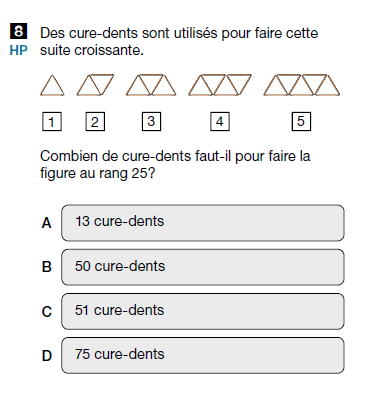 8 Des cure-dents sont utilisés pour faire cette
HP suite croissante.
1 2 3 4 5
Combien de cure-dents faut-il pour faire la
figure au rang 25?
A 13 cure-dents
B 50 cure-dents
C 51 cure-dents
D 75 cure-dents